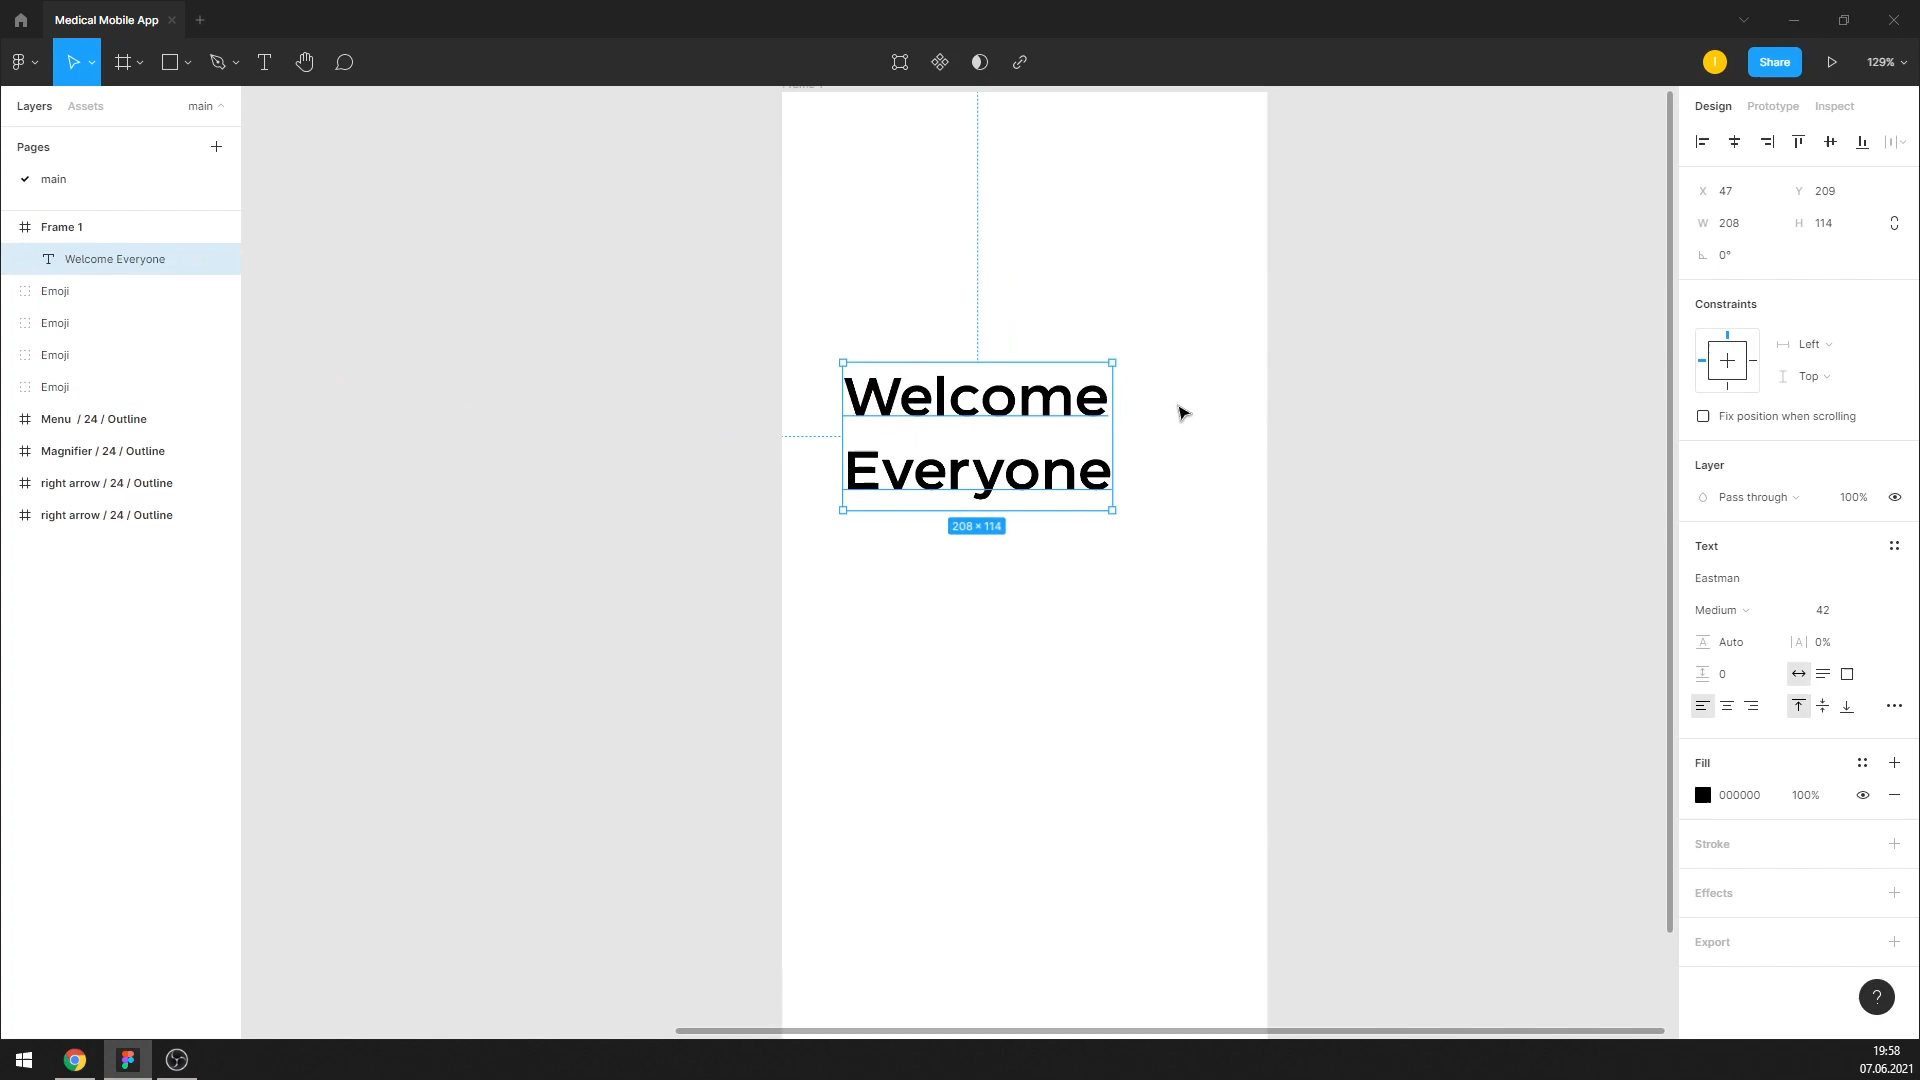 Medical Mobile App
I
Share
129%
Layers
Assets
main
Design
Prototype
Inspect
Pages
main
Frame 1
Welcome Everyone
Emoji
Emoji
Emoji
Emoji
Menu / 24 / Outline
Magnifier / 24 / Outline
right arrow / 24 / Outline
right arrow / 24 / Outline
Welcome
Everyone
208 × 114
X 47
Y 209
W 208
H 114
0°
Constraints
Left
Top
Fix position when scrolling
Layer
Pass through
100%
Text
Eastman
Medium
42
A Auto
|A| 0%
0
Fill
000000
100%
Stroke
Effects
Export
?
19:58
07.06.2021